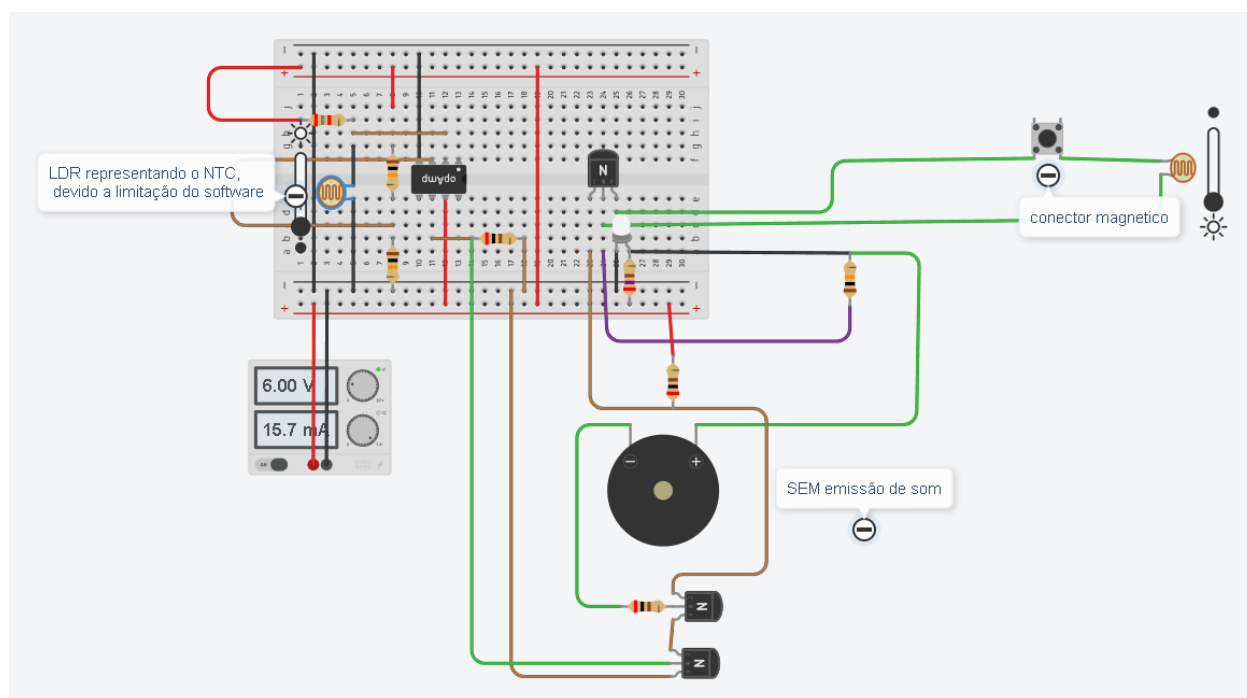 LDR representando o NTC,
devido a limitação do software
opAmp
N
conector magnetico
6.00 V
15.7 mA
SEM emissão de som
N
N